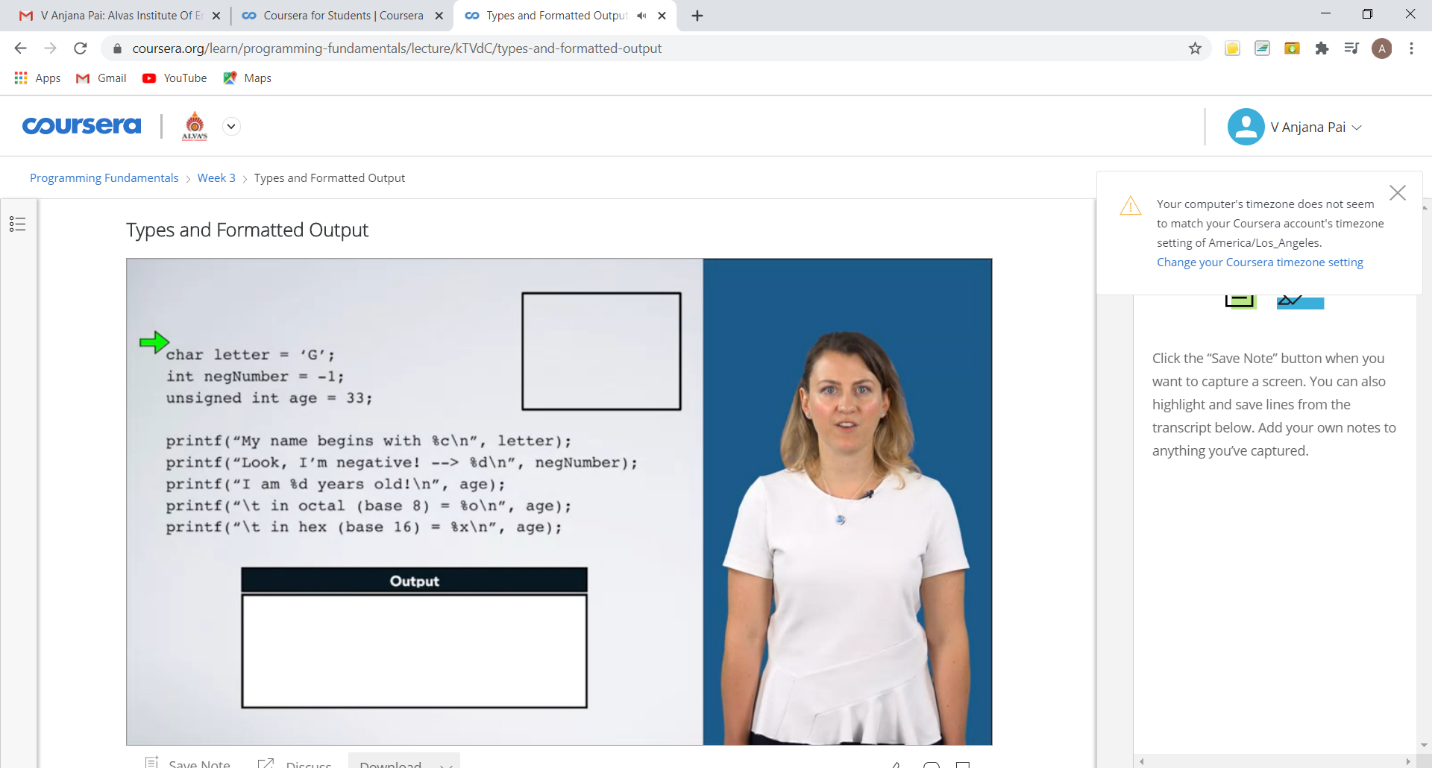 V Anjana Pai: Alvas Institute Of E
Coursera for Students | Coursera
Types and Formatted Output
coursera.org/learn/programming-fundamentals/lecture/kTVdC/types-and-formatted-output
A
Apps
Gmail
YouTube
Maps
coursera
ALVA'S
V Anjana Pai
Programming Fundamentals > Week 3 > Types and Formatted Output
Your computer's timezone does not seem
to match your Coursera account's timezone
setting of America/Los_Angeles.
Change your Coursera timezone setting
Types and Formatted Output
char letter = ‘G’;
int negNumber = -1;
unsigned int age = 33;
printf(“My name begins with %c\n”, letter);
printf(“Look, I’m negative! --> %d\n”, negNumber);
printf(“I am %d years old!\n”, age);
printf(“\t in octal (base 8) = %o\n”, age);
printf(“\t in hex (base 16) = %x\n”, age);
Output
Click the “Save Note” button when you
want to capture a screen. You can also
highlight and save lines from the
transcript below. Add your own notes to
anything you’ve captured.
Save Note
Discuss
Download